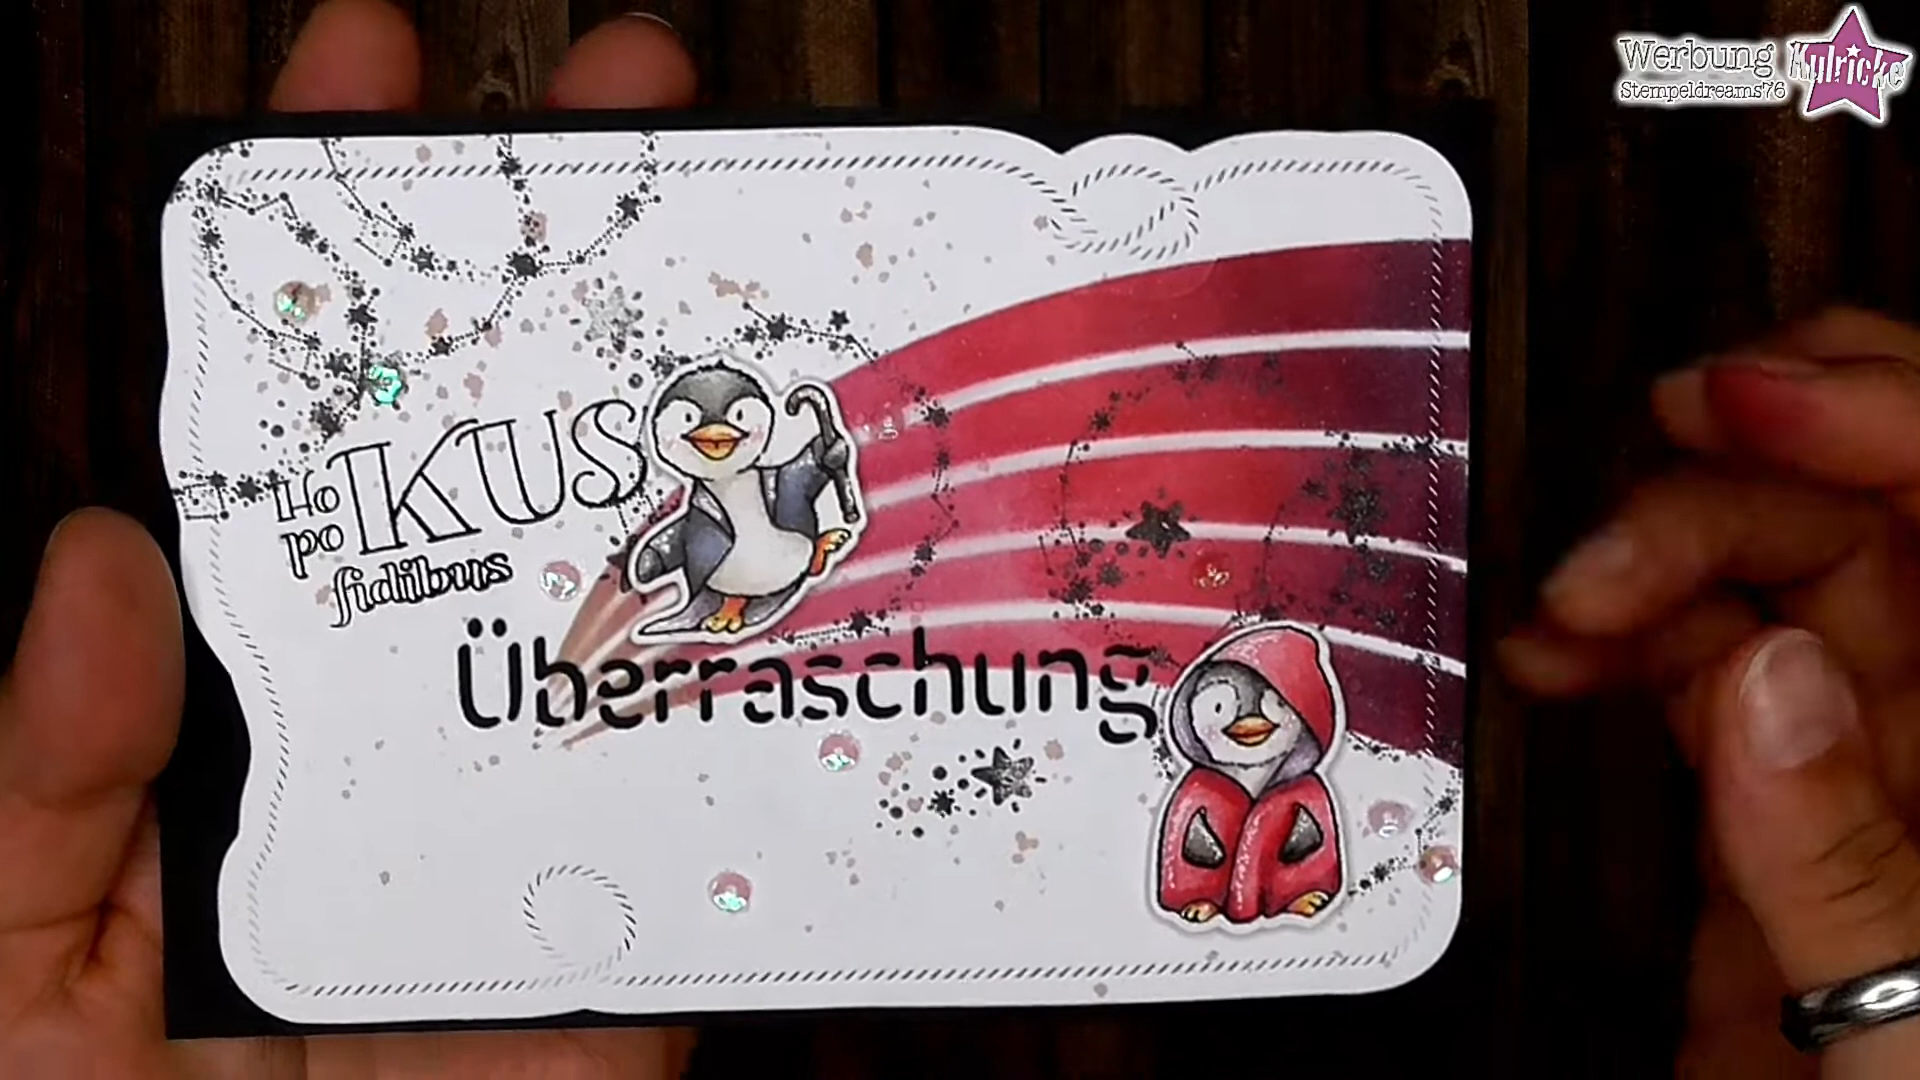 Werbung
Stempeldreams76
Kulricke
Ho
po
KUS
fidibus
Überraschung